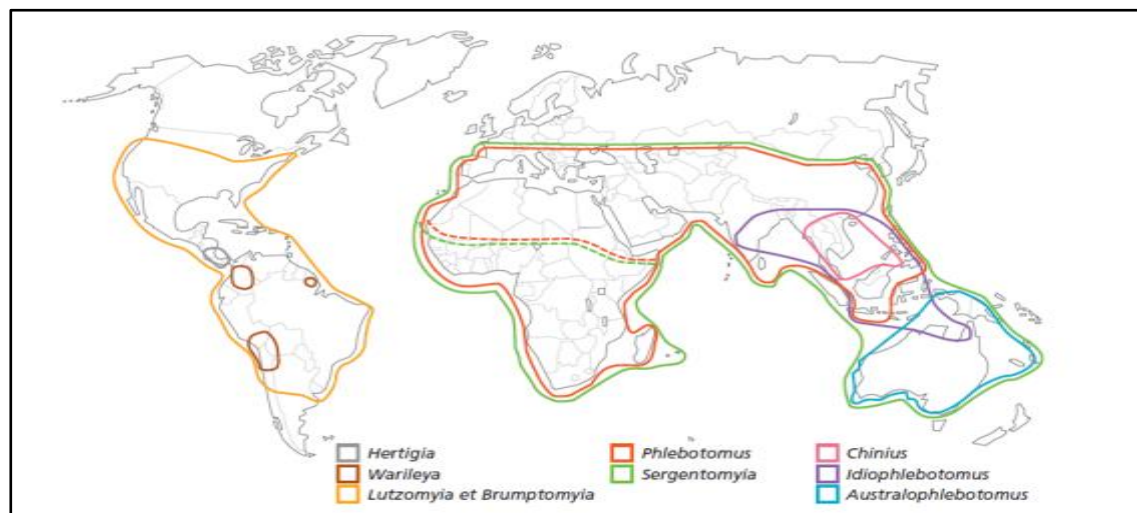 Hertigia
Warileya
Lutzomyia et Brumptomyia
Phlebotomus
Sergentomyia
Chinius
Idiophlebotomus
Australophlebotomus